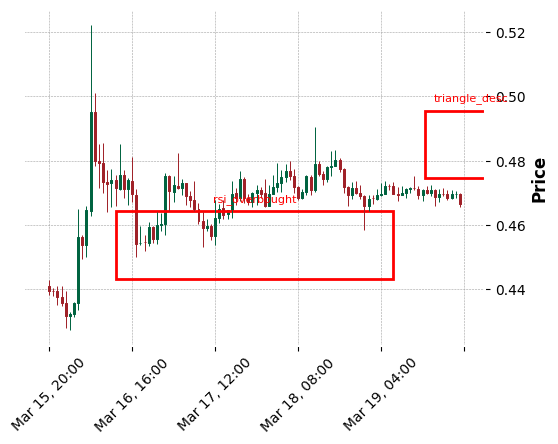 0.52
triangle_desc
0.50
0.48
Price
rsi_overbought
0.46
0.44
Mar 15, 20:00
Mar 16, 16:00
Mar 17, 12:00
Mar 18, 08:00
Mar 19, 04:00